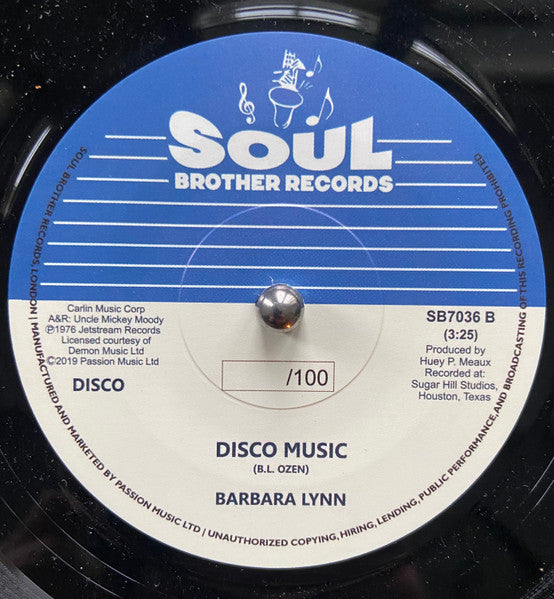 SOUL
BROTHER RECORDS
Carlin Music Corp
A&R: Uncle Mickey Moody
℗1976 Jetstream Records
Licensed courtesy of
Demon Music Ltd
©2019 Passion Music Ltd
DISCO
SB7036 B
(3:25)
Produced by
Huey P. Meaux
Recorded at:
Sugar Hill Studios,
Houston, Texas
/100
DISCO MUSIC
(B.L. OZEN)
BARBARA LYNN
SOUL BROTHER RECORDS, LONDON | MANUFACTURED AND MARKETED BY PASSION MUSIC LTD | UNAUTHORIZED COPYING, HIRING, LENDING, PUBLIC PERFORMANCE, AND BROADCASTING OF THIS RECORDING PROHIBITED